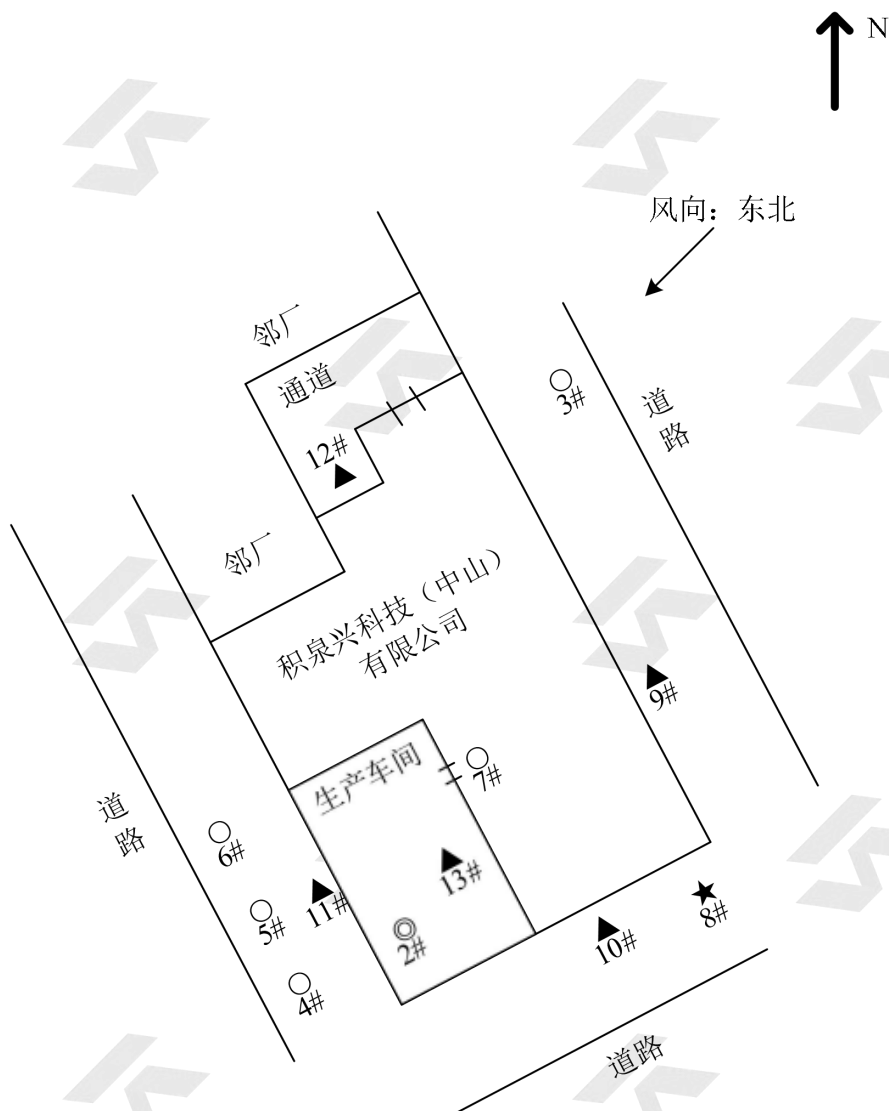 N
风向：东北
邻厂
通道
3#
道路
12#
邻厂
积泉兴科技（中山）
有限公司
9#
生产车间
7#
道路
6#
13#
11#
5#
8#
2#
10#
4#
道路